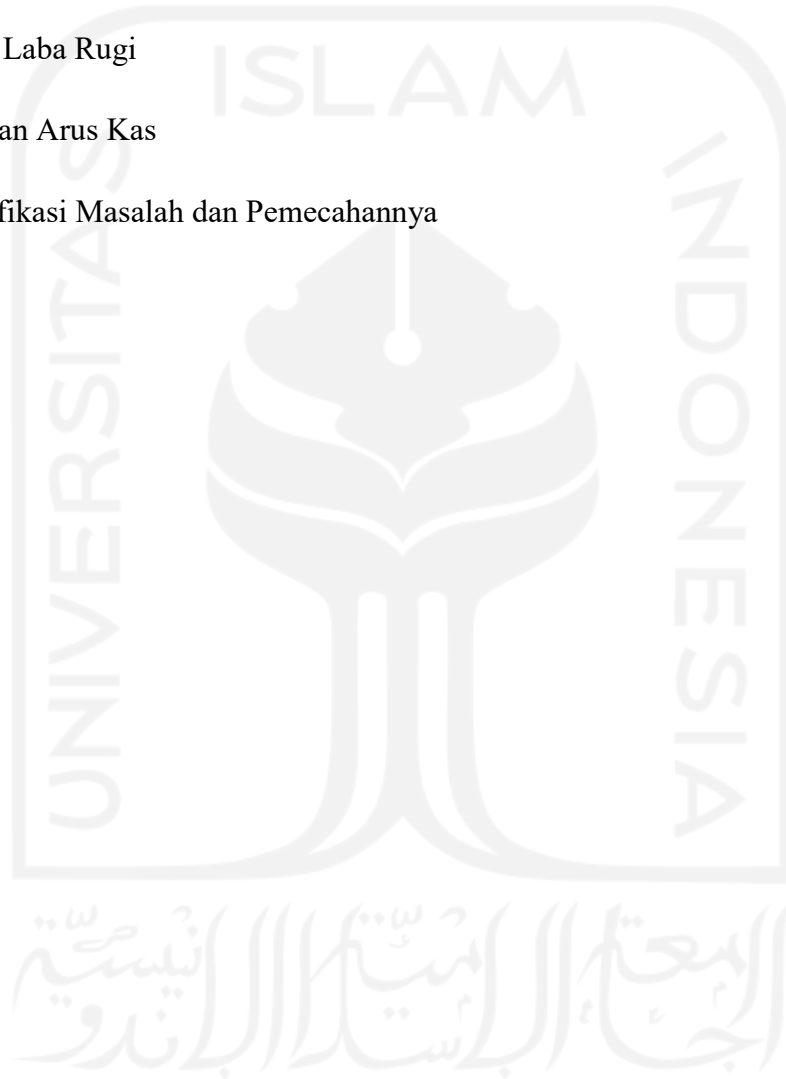 Laba Rugi
an Arus Kas
fikasi Masalah dan Pemecahannya
ISLAM
UNIVERSITAS
INDONESIA